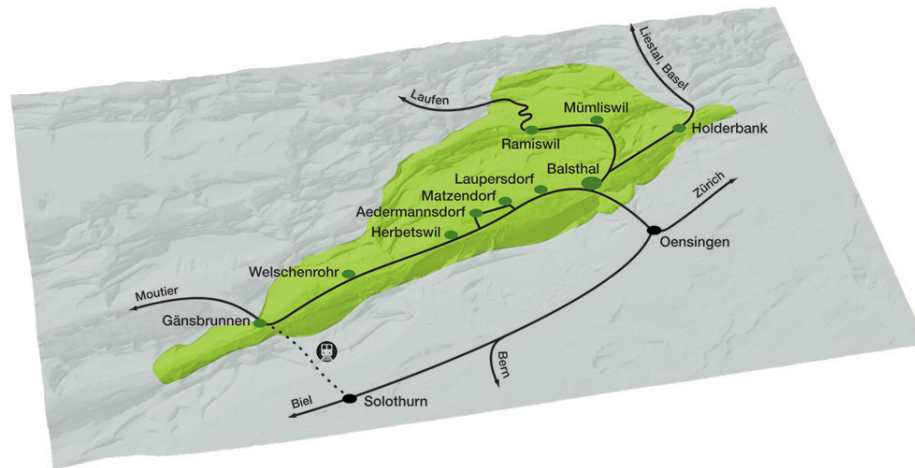 Liestal, Basel
Laufen
Mümliswil
Holderbank
Ramiswil
Balsthal
Zürich
Laupersdorf
Matzendorf
Aedermannsdorf
Herbetswil
Oensingen
Welschenrohr
Moutier
Gänsbrunnen
Bern
Biel
Solothurn